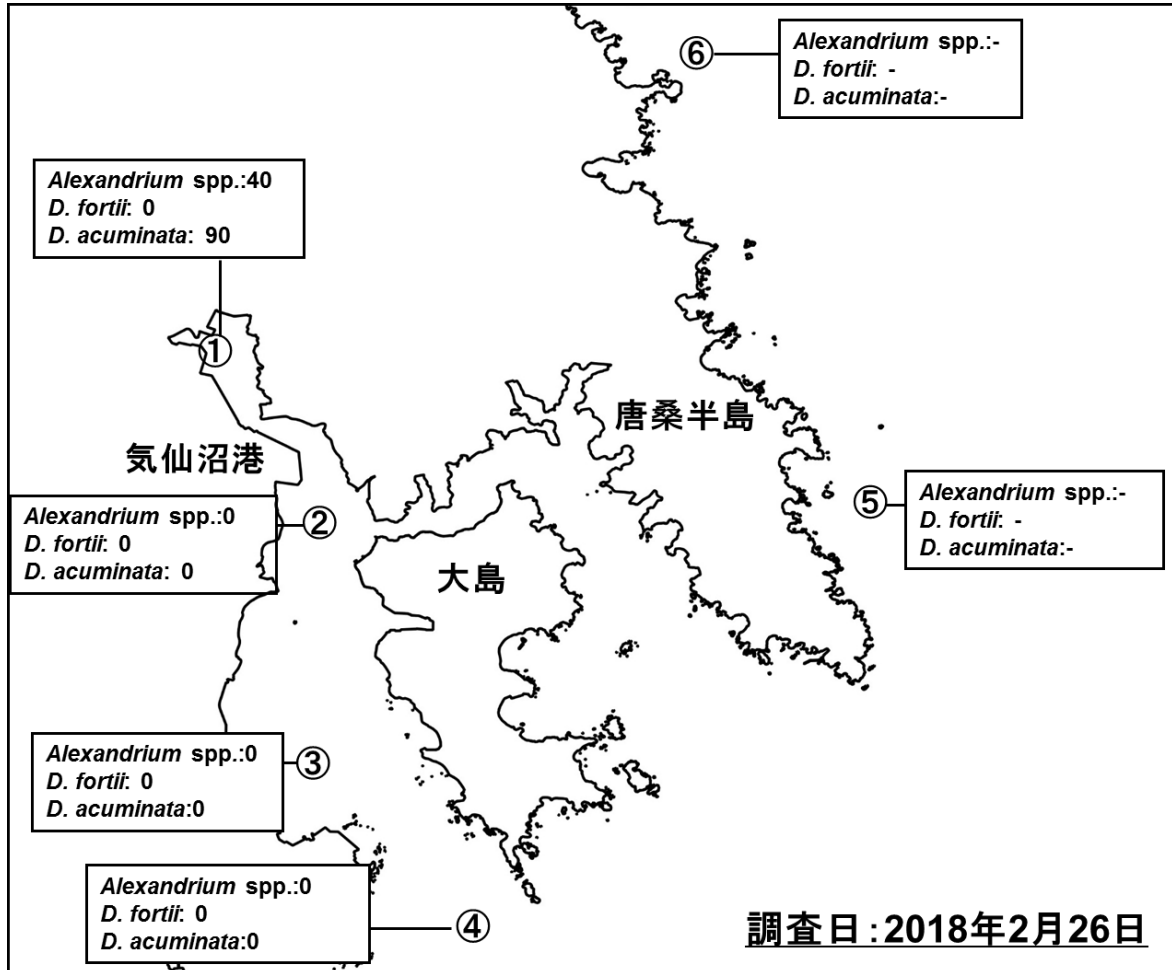 ⑥
Alexandrium spp.:-
D. fortii: -
D. acuminata:-
Alexandrium spp.:40
D. fortii: 0
D. acuminata: 90
①
唐桑半島
気仙沼港
Alexandrium spp.:0
D. fortii: 0
D. acuminata: 0
②
⑤
Alexandrium spp.:-
D. fortii: -
D. acuminata:-
大島
Alexandrium spp.:0
D. fortii: 0
D. acuminata:0
③
Alexandrium spp.:0
D. fortii: 0
D. acuminata:0
④
調査日:2018年2月26日